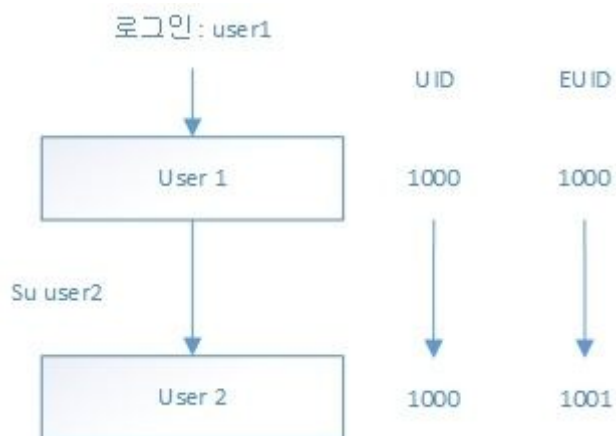 로그인 : user1
UID EUID
User 1 1000 1000
Su user2
User 2 1000 1001